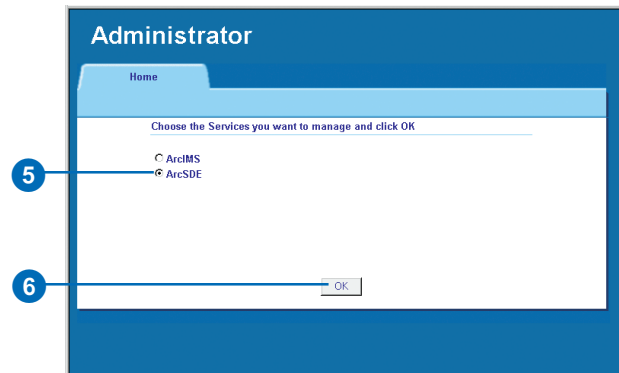 Administrator
Home
Choose the Services you want to manage and click OK
ArcIMS
5
ArcSDE
6
OK